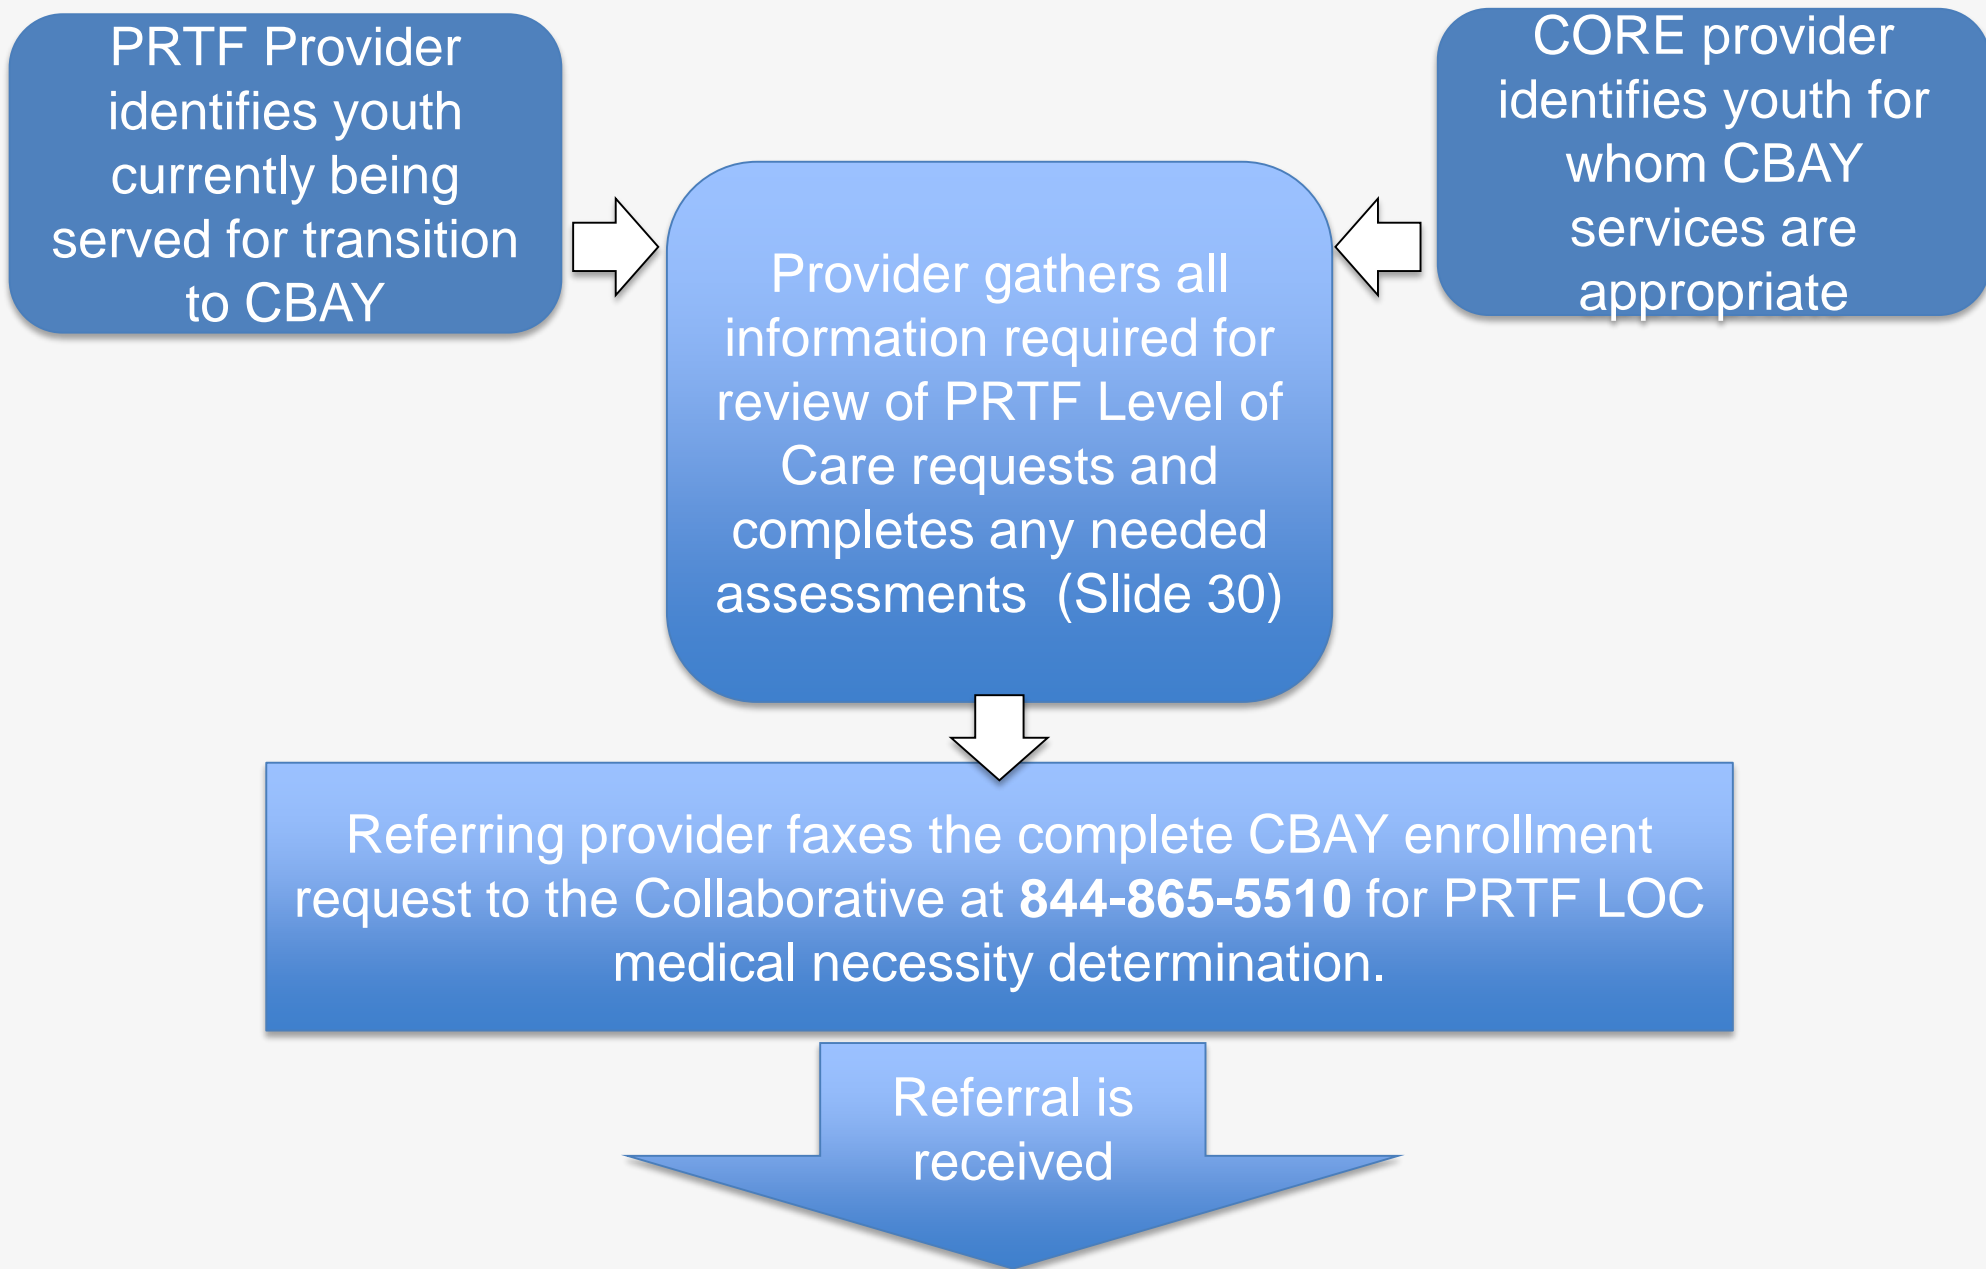 PRTF Provider
identifies youth
currently being
served for transition
to CBAY
CORE provider
identifies youth for
whom CBAY
services are
appropriate
Provider gathers all
information required for
review of PRTF Level of
Care requests and
completes any needed
assessments  (Slide 30)
Referring provider faxes the complete CBAY enrollment
request to the Collaborative at 844-865-5510 for PRTF LOC
medical necessity determination.
Referral is
received